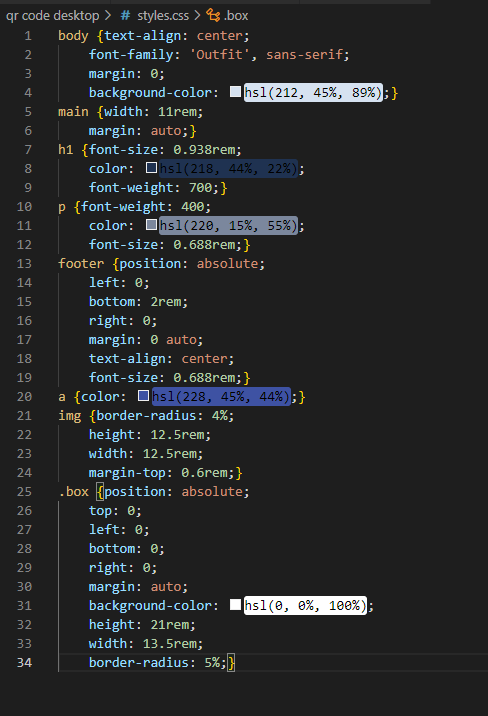 qr code desktop > # styles.css > .box
1 body {text-align: center;
2 font-family: 'Outfit', sans-serif;
3 margin: 0;
4 background-color: hsl(212, 45%, 89%);}
5 main {width: 11rem;
6 margin: auto;}
7 h1 {font-size: 0.938rem;
8 color: hsl(218, 44%, 22%);
9 font-weight: 700;}
10 p {font-weight: 400;
11 color: hsl(220, 15%, 55%);
12 font-size: 0.688rem;}
13 footer {position: absolute;
14 left: 0;
15 bottom: 2rem;
16 right: 0;
17 margin: 0 auto;
18 text-align: center;
19 font-size: 0.688rem;}
20 a {color: hsl(228, 45%, 44%);}
21 img {border-radius: 4%;
22 height: 12.5rem;
23 width: 12.5rem;
24 margin-top: 0.6rem;}
25 .box {position: absolute;
26 top: 0;
27 left: 0;
28 bottom: 0;
29 right: 0;
30 margin: auto;
31 background-color: hsl(0, 0%, 100%);
32 height: 21rem;
33 width: 13.5rem;
34 border-radius: 5%;}